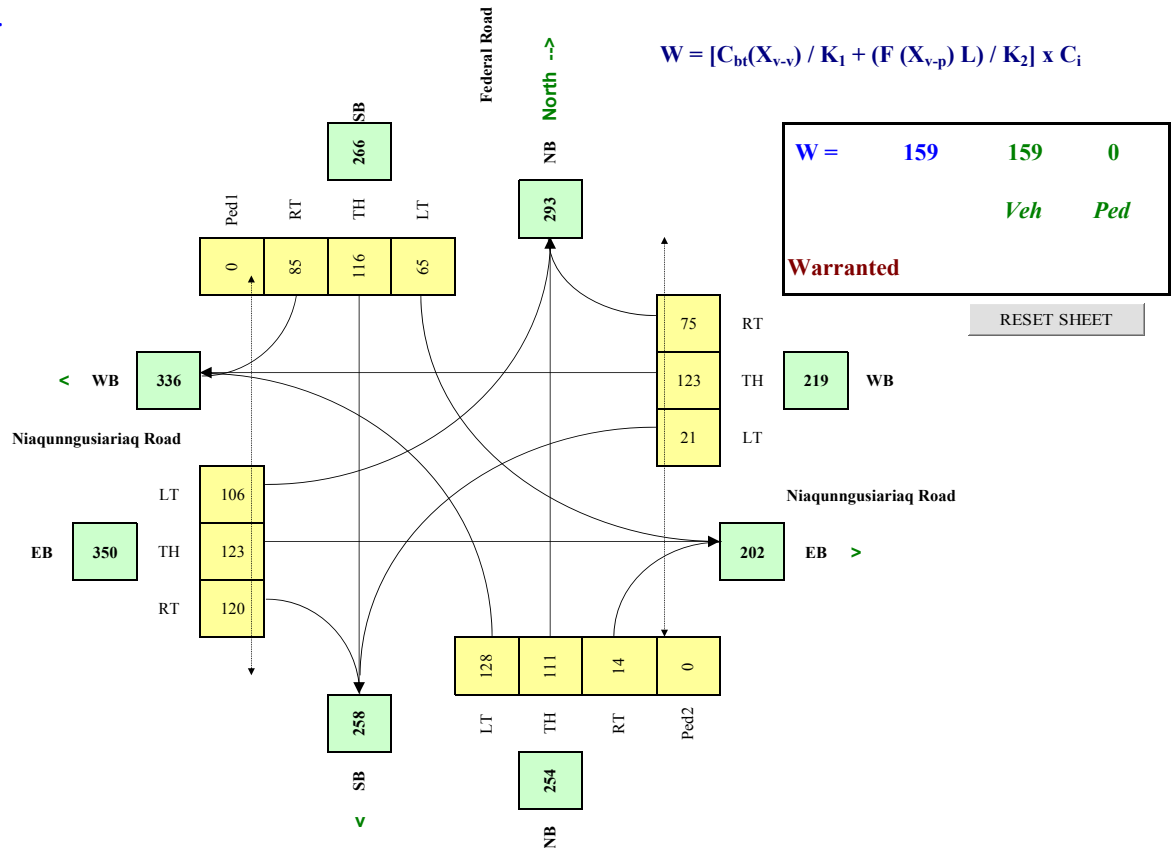 Federal Road
North -->
W = [Cbt(Xv-v) / K1 + (F (Xv-p) L) / K2] x Ci
SB
266
NB
293
W = 159 159 0
Veh Ped
Warranted
RESET SHEET
Ped1 RT TH LT
0 85 116 65
75 RT
< WB 336
123 TH 219 WB
21 LT
Niaqunngusiariaq Road
LT 106
Niaqunngusiariaq Road
EB 350 TH 123
202 EB >
RT 120
128 111 14 0
LT TH RT Ped2
258
SB
<
254
NB